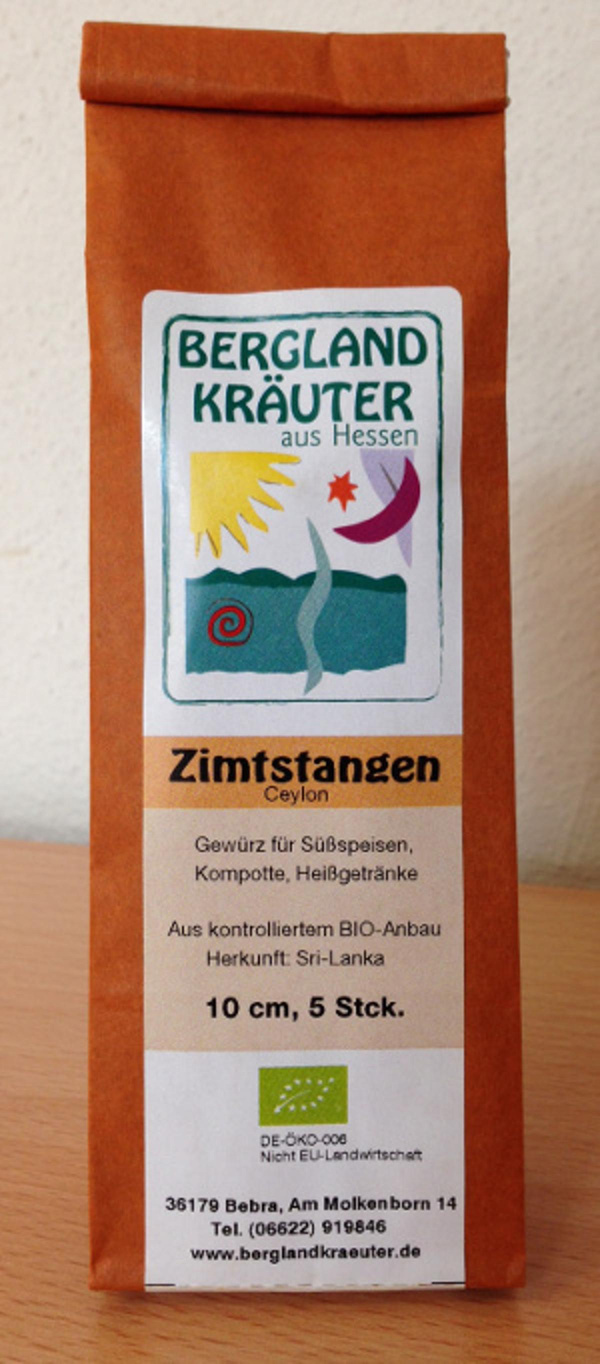 BERGLAND
KRÄUTER
aus Hessen
Zimtstangen
Ceylon
Gewürz für Süßspeisen,
Kompotte, Heißgetränke
Aus kontrolliertem BIO-Anbau
Herkunft: Sri-Lanka
10 cm, 5 Stck.
DE-ÖKO-006
Nicht EU-Landwirtschaft
36179 Bebra, Am Molkenborn 14
Tel. (06622) 919846
www.berglandkraeuter.de